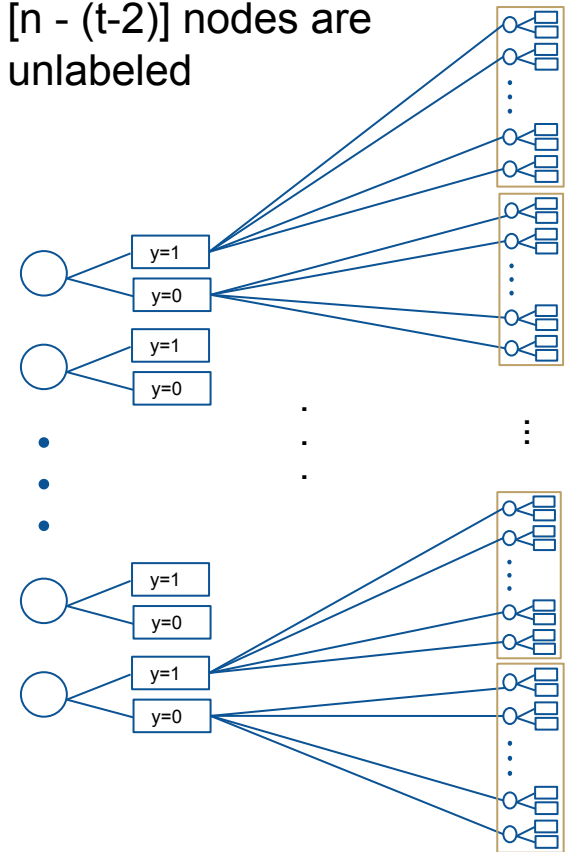 [n - (t-2)] nodes are
unlabeled
y=1
y=0
y=1
y=0
y=1
y=0
y=1
y=0